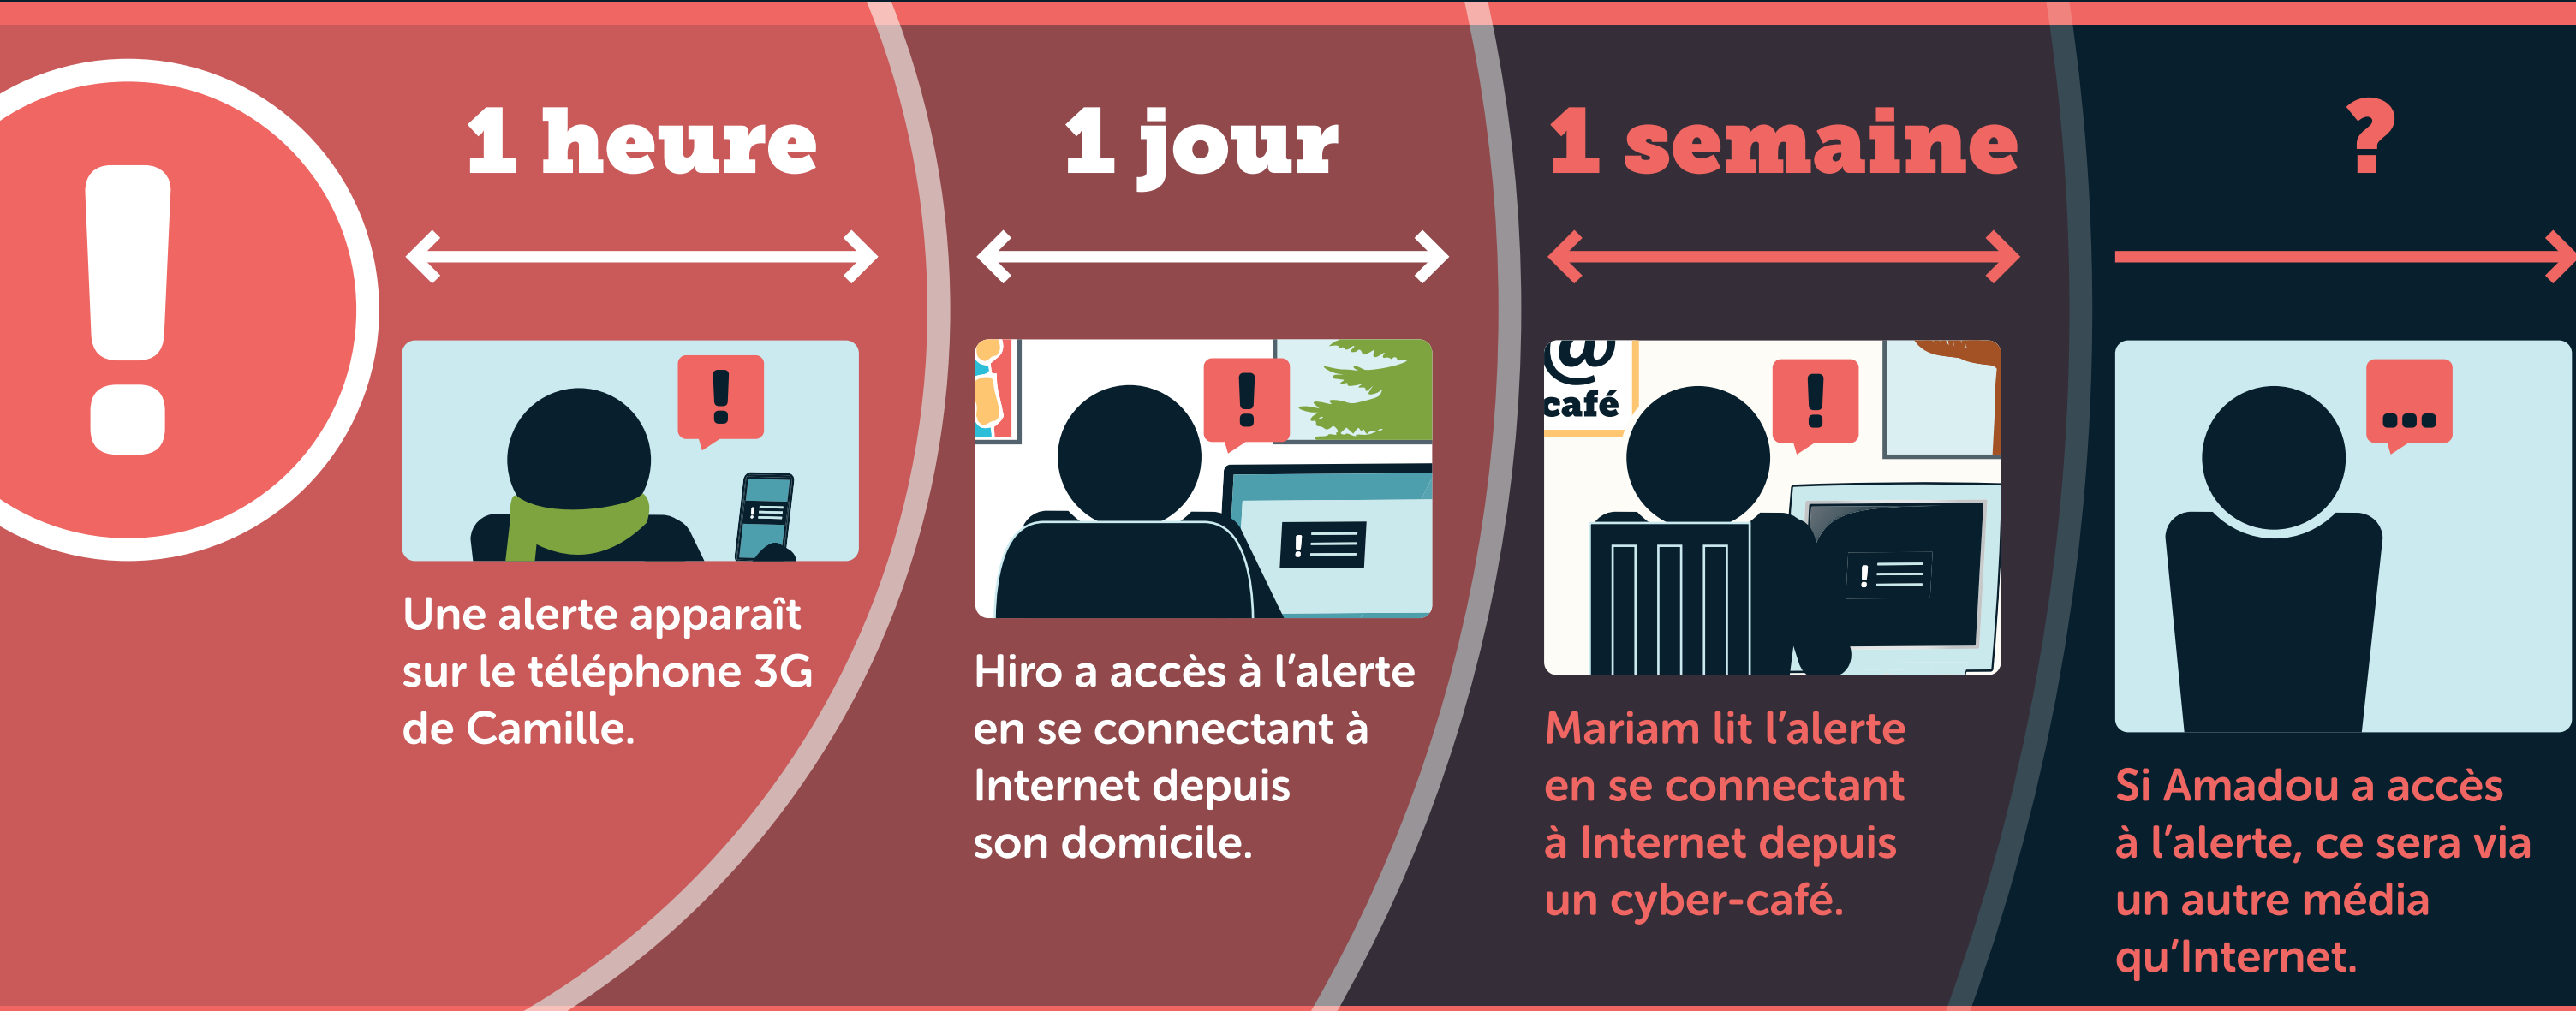 !
1 heure
!
!
Une alerte apparaît
sur le téléphone 3G
de Camille.
1 jour
!
!
Hiro a accès à l’alerte
en se connectant à
Internet depuis
son domicile.
1 semaine
@
café
!
!
Mariam lit l’alerte
en se connectant
à Internet depuis
un cyber-café.
?
...
Si Amadou a accès
à l’alerte, ce sera via
un autre média
qu’Internet.